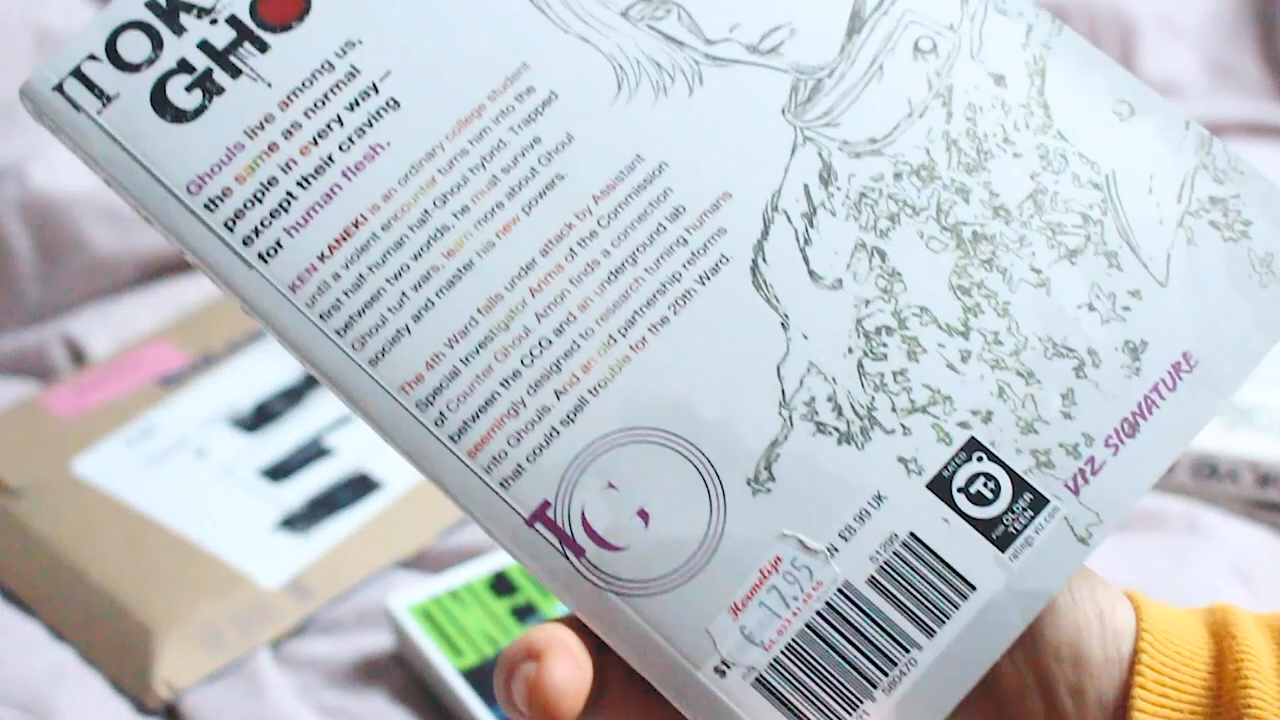 TOK
GHO
Ghouls live among us,
the same as normal
people in every way—
except their craving
for human flesh.
KEN KANEKI is an ordinary college student
until a violent encounter turns him into the
first half-human half-Ghoul hybrid. Trapped
between two worlds, he must survive
Ghoul turf wars, learn more about Ghoul
society and master his new powers.
The 4th Ward falls under attack by Assistant
Special Investigator Arima of the Commission
of Counter Ghoul. Amon finds a connection
between the CCG and an underground lab
seemingly designed to research turning humans
into Ghouls. And an old partnership reforms
that could spell trouble for the 20th Ward
TG
VIZ SIGNATURE
RATED
T+
FOR OLDER
TEEN
ratings.viz.com
N £8.99 UK
51299
Hermelijn
€ 17.95
580470